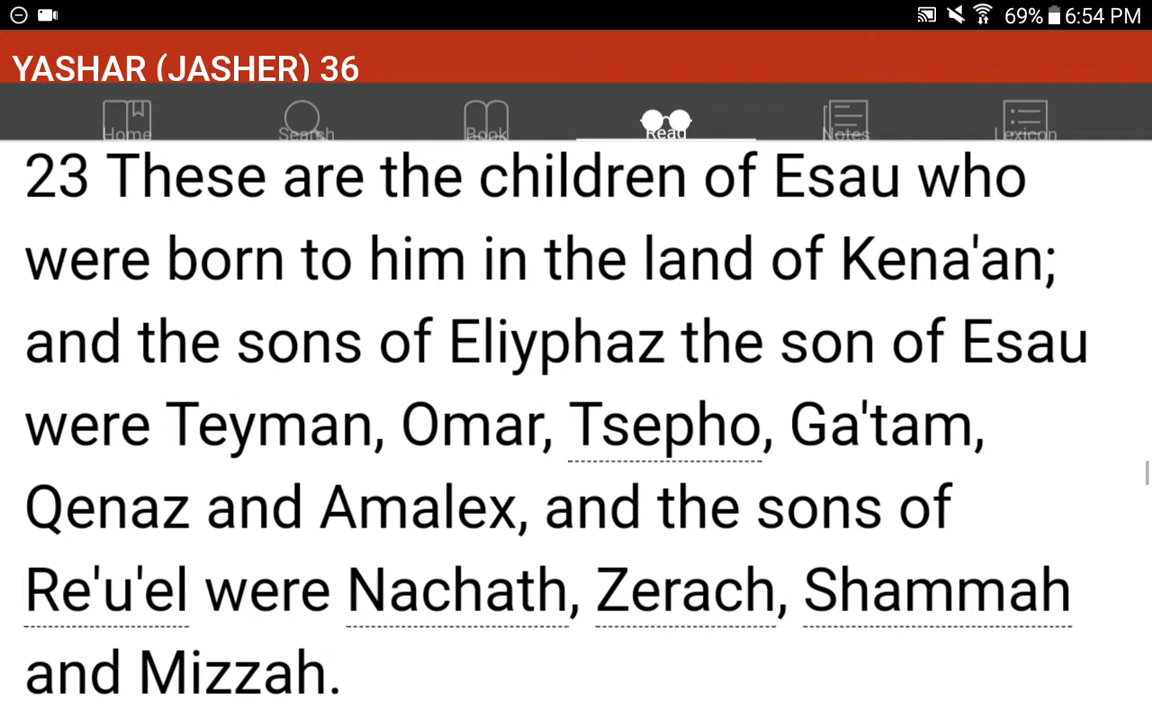 69% 6:54 PM
YASHAR (JASHER) 36
Home Search Book Read Notes Lexicon
23 These are the children of Esau who
were born to him in the land of Kena'an;
and the sons of Eliyphaz the son of Esau
were Teyman, Omar, Tsepho, Ga'tam,
Qenaz and Amalex, and the sons of
Re'u'el were Nachath, Zerach, Shammah
and Mizzah.